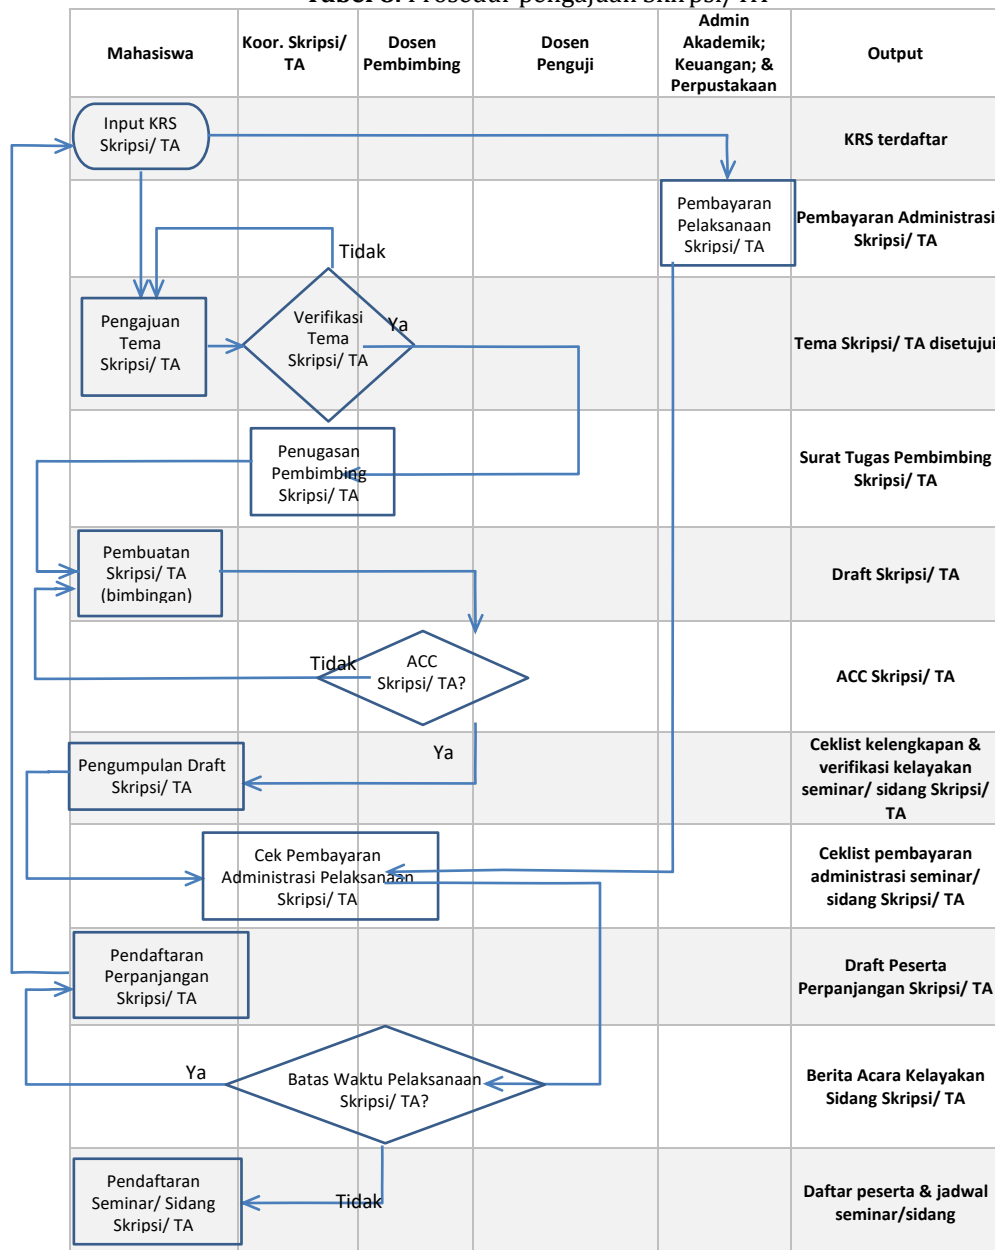 Mahasiswa
Koor. Skripsi/
TA
Dosen
Pembimbing
Dosen
Penguji
Admin
Akademik;
Keuangan; &
Perpustakaan
Output
Input KRS
Skripsi/ TA
KRS terdaftar
Pembayaran
Pelaksanaan
Skripsi/ TA
Pembayaran Administrasi
Skripsi/ TA
Tidak
Pengajuan
Tema
Skripsi/ TA
Verifikasi
Tema
Skripsi/ TA
Ya
Tema Skripsi/ TA disetujui
Penugasan
Pembimbing
Skripsi/ TA
Surat Tugas Pembimbing
Skripsi/ TA
Pembuatan
Skripsi/ TA
(bimbingan)
Draft Skripsi/ TA
Tidak
ACC
Skripsi/ TA?
ACC Skripsi/ TA
Ya
Pengumpulan Draft
Skripsi/ TA
Ceklist kelengkapan &
verifikasi kelayakan
seminar/ sidang Skripsi/
TA
Cek Pembayaran
Administrasi Pelaksanaan
Skripsi/ TA
Ceklist pembayaran
administrasi seminar/
sidang Skripsi/ TA
Pendaftaran
Perpanjangan
Skripsi/ TA
Draft Peserta
Perpanjangan Skripsi/ TA
Ya
Batas Waktu Pelaksanaan
Skripsi/ TA?
Berita Acara Kelayakan
Sidang Skripsi/ TA
Pendaftaran
Seminar/ Sidang
Skripsi/ TA
Tidak
Daftar peserta & jadwal
seminar/sidang